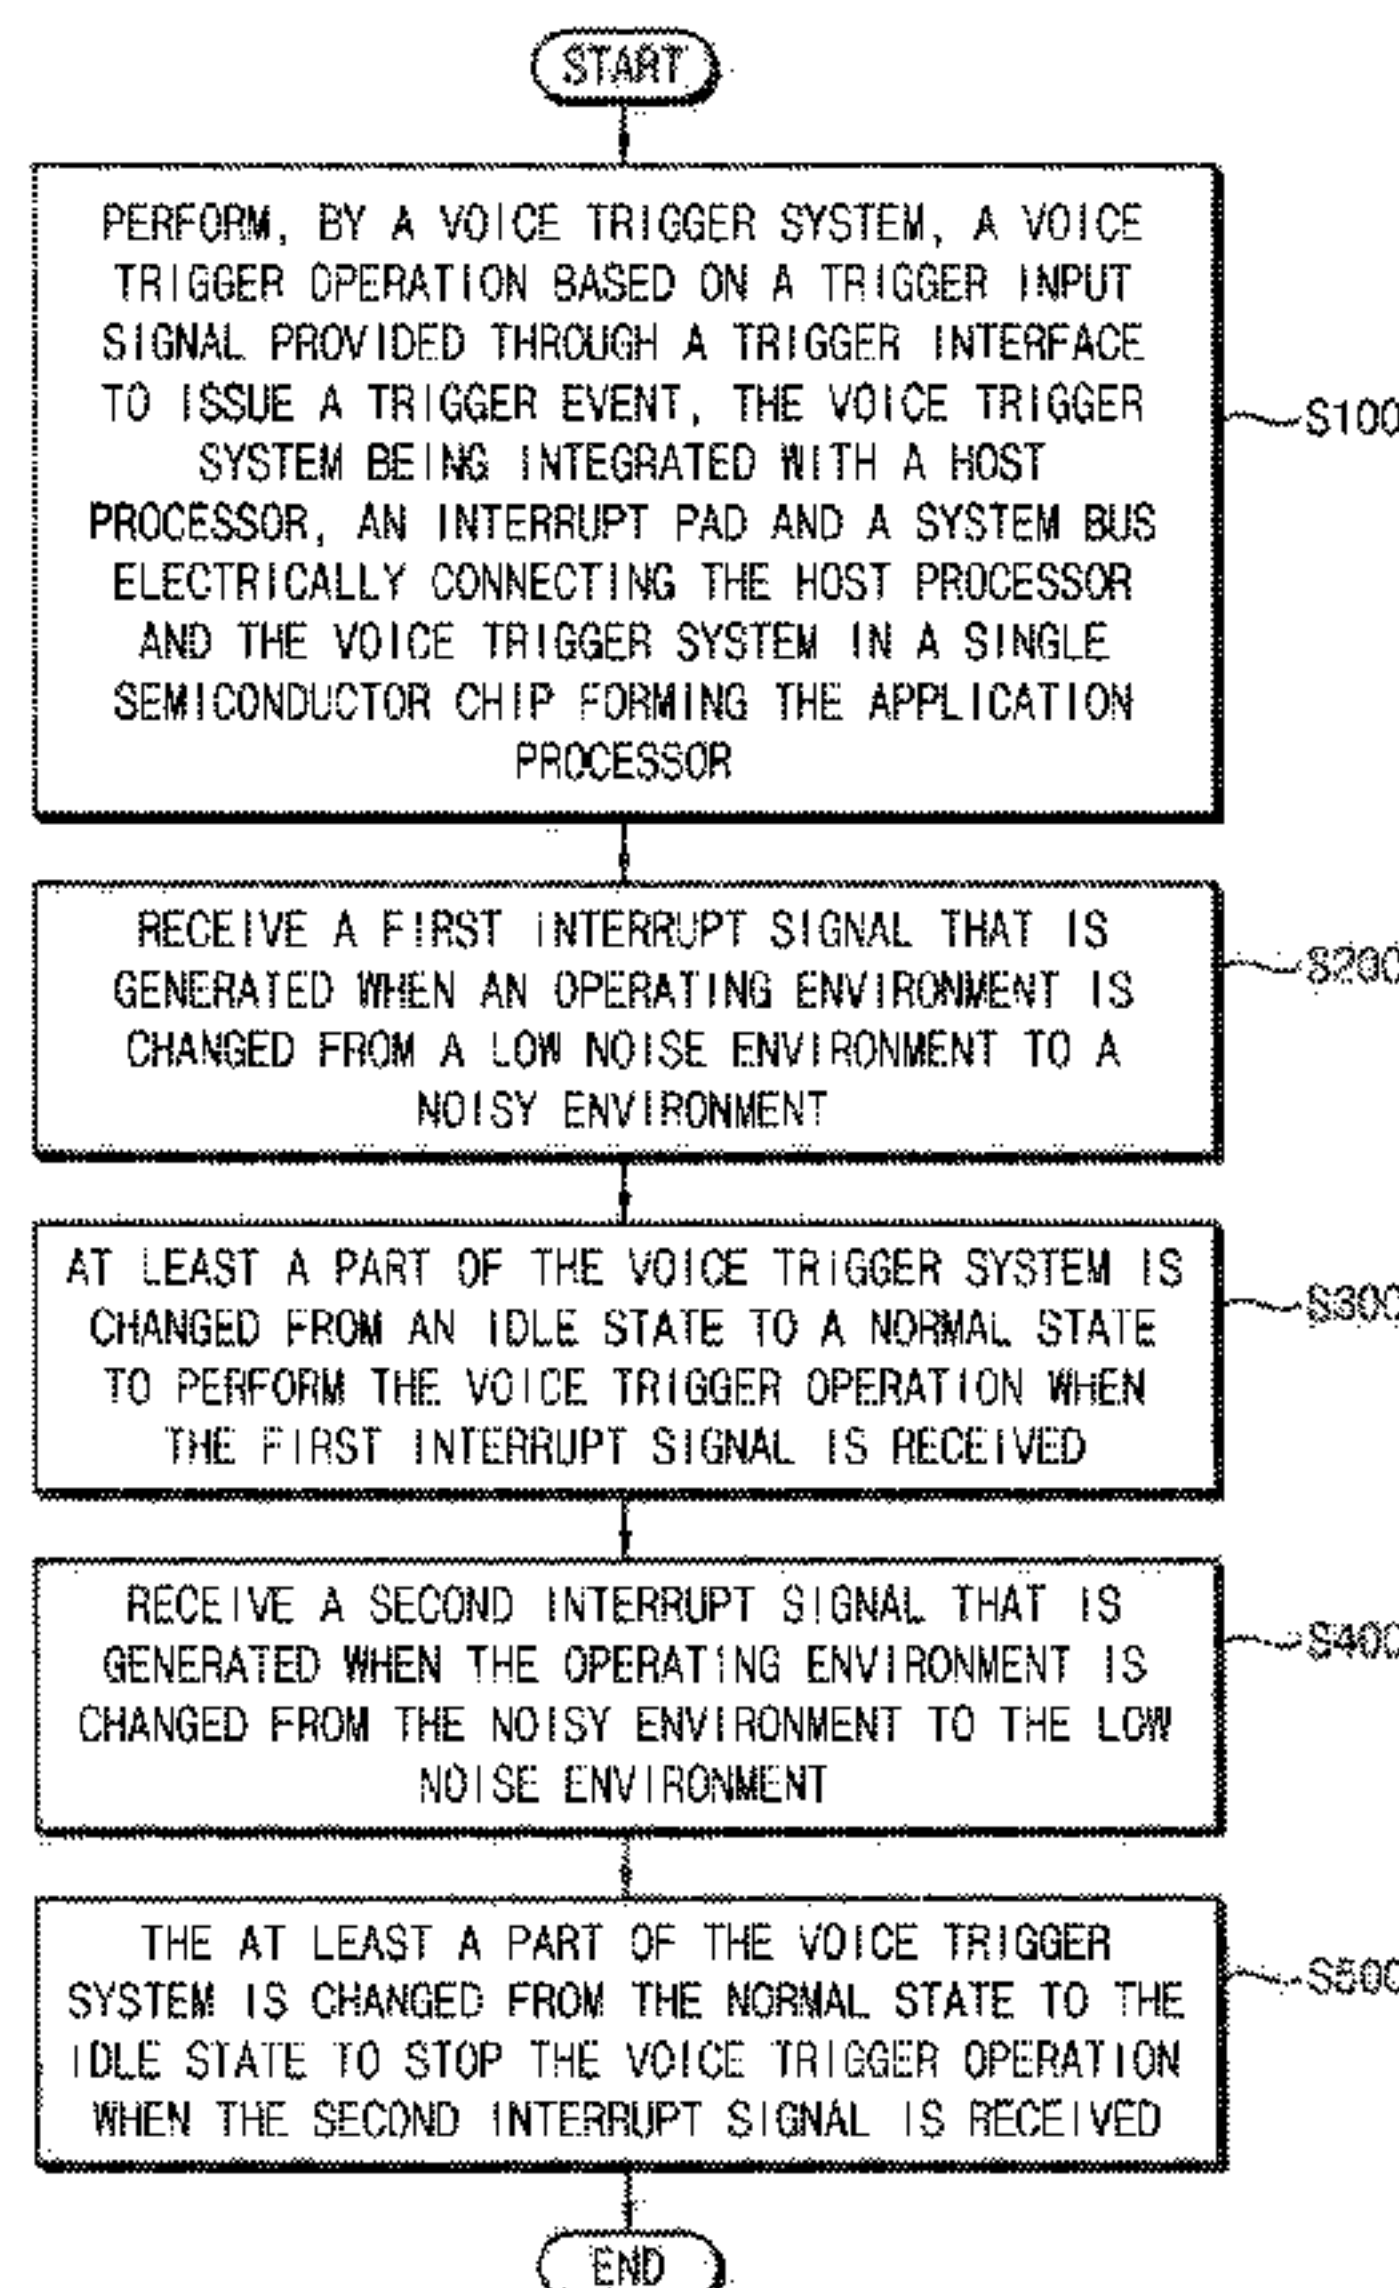 START
PERFORM, BY A VOICE TRIGGER SYSTEM, A VOICE
TRIGGER OPERATION BASED ON A TRIGGER INPUT
SIGNAL PROVIDED THROUGH A TRIGGER INTERFACE
TO ISSUE A TRIGGER EVENT, THE VOICE TRIGGER
SYSTEM BEING INTEGRATED WITH A HOST
PROCESSOR, AN INTERRUPT PAD AND A SYSTEM BUS
ELECTRICALLY CONNECTING THE HOST PROCESSOR
AND THE VOICE TRIGGER SYSTEM IN A SINGLE
SEMICONDUCTOR CHIP FORMING THE APPLICATION
PROCESSOR
S100
RECEIVE A FIRST INTERRUPT SIGNAL THAT IS
GENERATED WHEN AN OPERATING ENVIRONMENT IS
CHANGED FROM A LOW NOISE ENVIRONMENT TO A
NOISY ENVIRONMENT
S200
AT LEAST A PART OF THE VOICE TRIGGER SYSTEM IS
CHANGED FROM AN IDLE STATE TO A NORMAL STATE
TO PERFORM THE VOICE TRIGGER OPERATION WHEN
THE FIRST INTERRUPT SIGNAL IS RECEIVED
S300
RECEIVE A SECOND INTERRUPT SIGNAL THAT IS
GENERATED WHEN THE OPERATING ENVIRONMENT IS
CHANGED FROM THE NOISY ENVIRONMENT TO THE LOW
NOISE ENVIRONMENT
S400
THE AT LEAST A PART OF THE VOICE TRIGGER
SYSTEM IS CHANGED FROM THE NORMAL STATE TO THE
IDLE STATE TO STOP THE VOICE TRIGGER OPERATION
WHEN THE SECOND INTERRUPT SIGNAL IS RECEIVED
S500
END